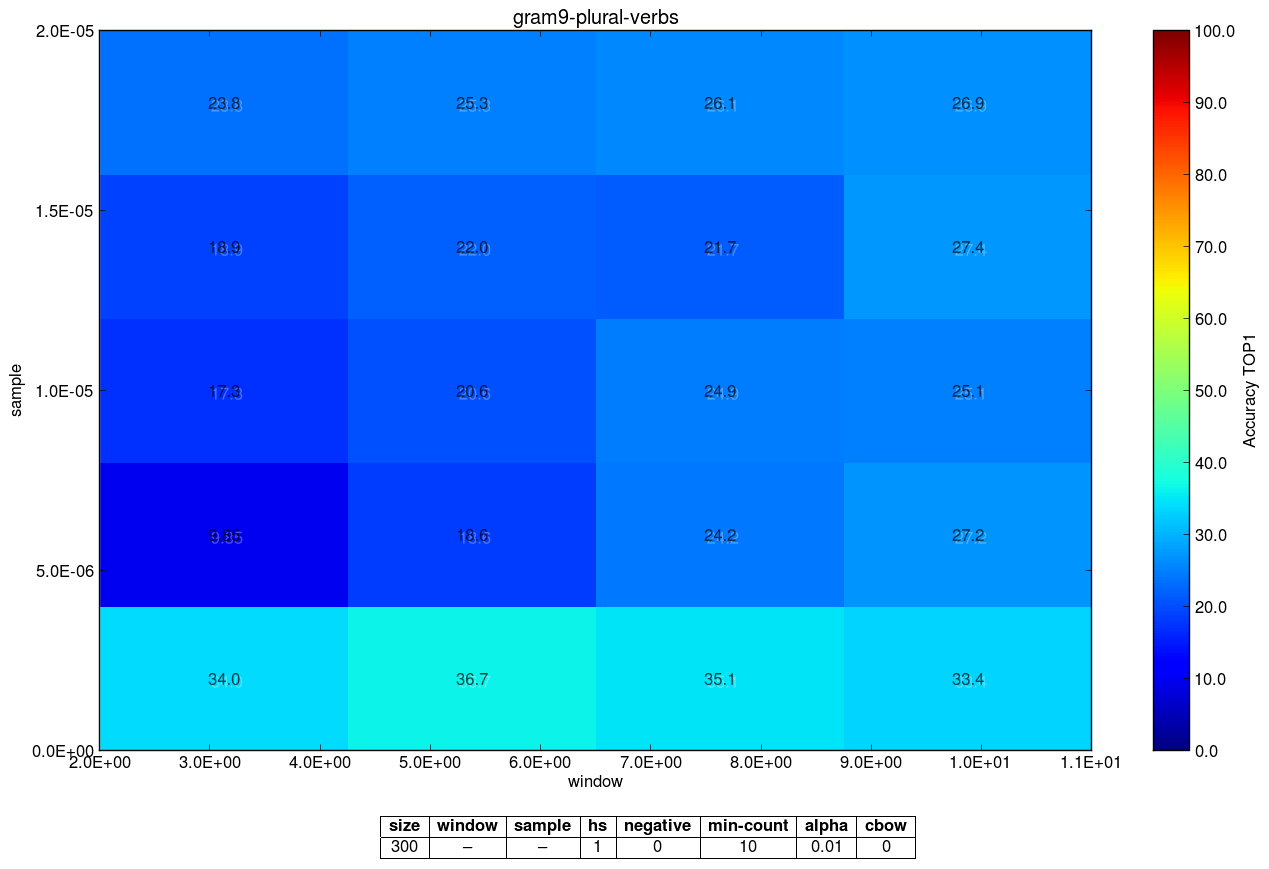 gram9-plural-verbs
2.0E-05
1.5E-05
1.0E-05
5.0E-06
0.0E+00
sample
23.8 25.3 26.1 26.9
18.9 22.0 21.7 27.4
17.3 20.6 24.9 25.1
9.95 18.6 24.2 27.2
34.0 36.7 35.1 33.4
2.0E+00 3.0E+00 4.0E+00 5.0E+00 6.0E+00 7.0E+00 8.0E+00 9.0E+00 1.0E+01 1.1E+01
window
100.0
90.0
80.0
70.0
60.0
50.0
40.0
30.0
20.0
10.0
0.0
Accuracy TOP1
size window sample hs negative min-count alpha cbow
300 – – 1 0 10 0.01 0